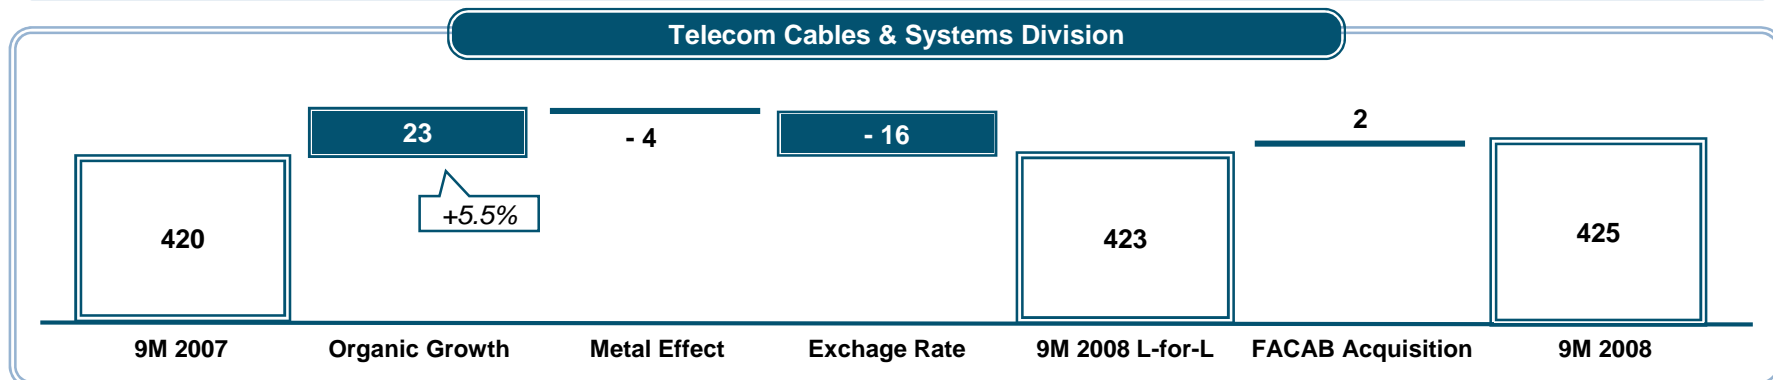 Telecom Cables & Systems Division
23
- 4
- 16
2
+5.5%
420
423
425
9M 2007
Organic Growth
Metal Effect
Exchage Rate
9M 2008 L-for-L
FACAB Acquisition
9M 2008